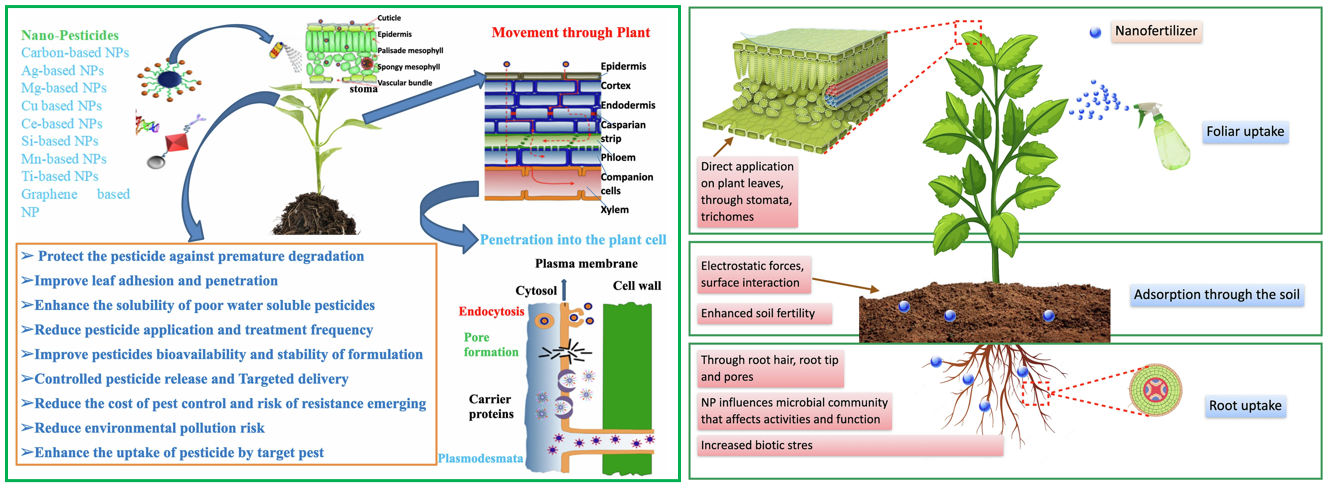 Nano-Pesticides
Carbon-based NPs
Ag-based NPs
Mg-based NPs
Cu based NPs
Ce-based NPs
Si-based NPs
Mn-based NPs
Ti-based NPs
Graphene based
NP
Cuticle
Epidermis
Palisade mesophyll
Spongy mesophyll
Vascular bundle
stoma
Movement through Plant
Epidermis
Cortex
Endodermis
Casparian
strip
Phloem
Companion
cells
Xylem
➢ Protect the pesticide against premature degradation
➢Improve leaf adhesion and penetration
➢Enhance the solubility of poor water soluble pesticides
➢Reduce pesticide application and treatment frequency
➢Improve pesticides bioavailability and stability of formulation
➢Controlled pesticide release and Targeted delivery
➢Reduce the cost of pest control and risk of resistance emerging
➢Reduce environmental pollution risk
➢Enhance the uptake of pesticide by target pest
Penetration into the plant cell
Plasma membrane
Cytosol
Cell wall
Endocytosis
Pore
formation
Carrier
proteins
Plasmodesmata
Nanofertilizer
Foliar uptake
Direct application
on plant leaves,
through stomata,
trichomes
Electrostatic forces,
surface interaction
Enhanced soil fertility
Adsorption through the soil
Through root hair, root tip
and pores
NP influences microbial community
that affects activities and function
Increased biotic stres
Root uptake